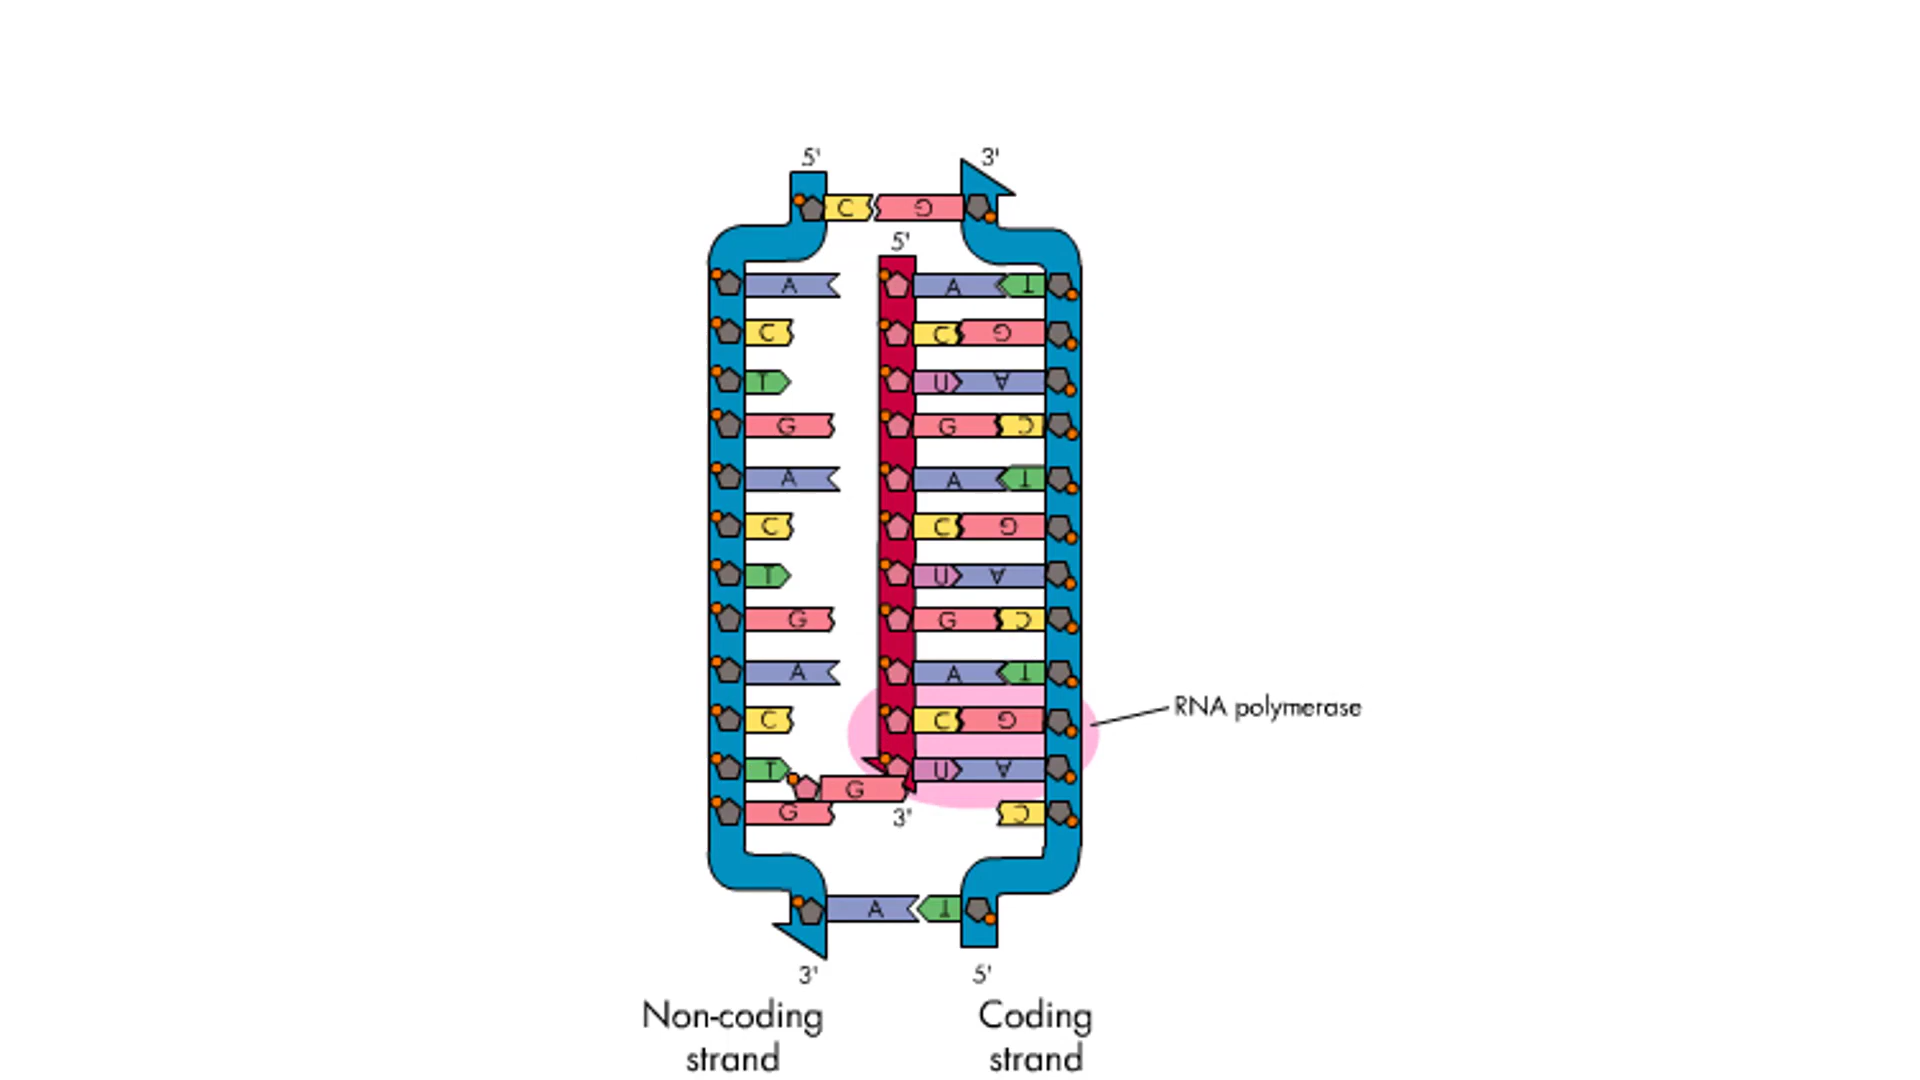 5' 3'
C G
5'
A A T
C C G
T U A
G G C
A A T
C C G
T U A
G G C
A A T
C C G
RNA polymerase
T U A
G
G C
3'
A T
3' 5'
Non-coding strand
Coding strand